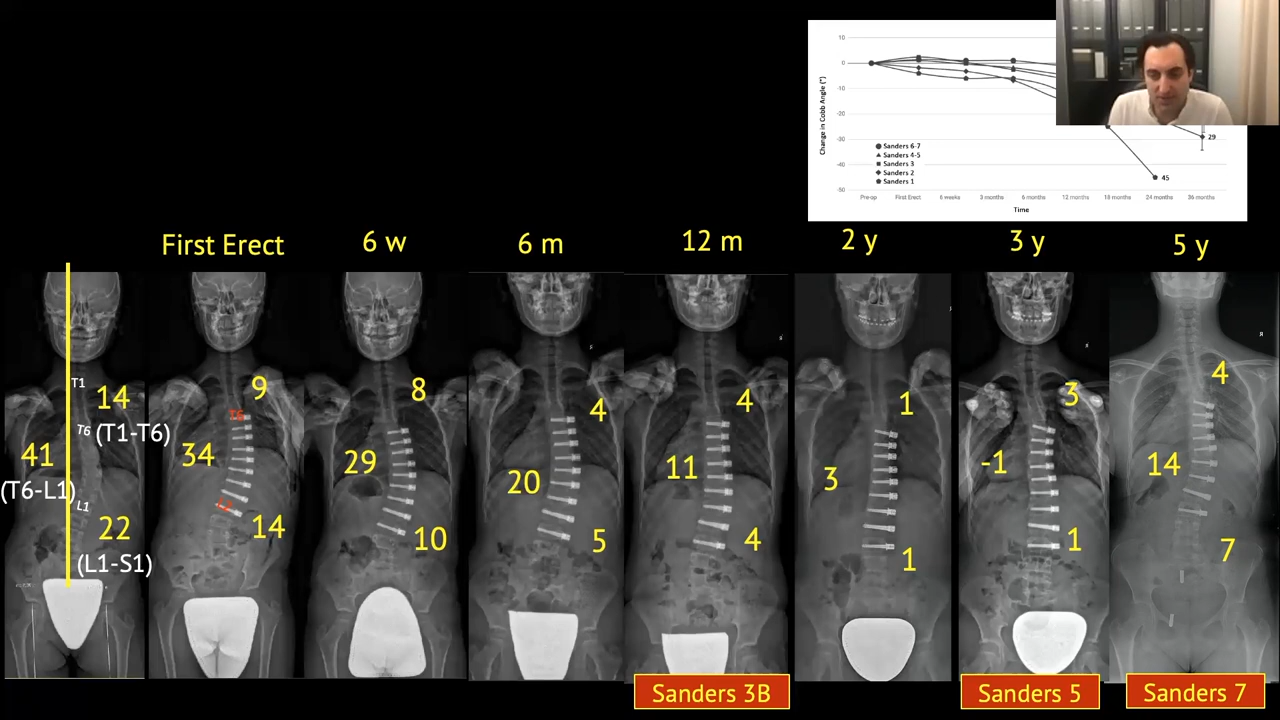 10
0
-10
-20
-30
-40
-50
Change in Cobb Angle (°)
Sanders 6-7
Sanders 4-5
Sanders 3
Sanders 2
Sanders 1
45
29
Pre-op First Erect 6 weeks 3 months 6 months 12 months 18 months 24 months 36 months
Time
First Erect 6 w 6 m 12 m 2 y 3 y 5 y
T1
14
T6 (T1-T6)
41
(T6-L1)
L1
22
(L1-S1)
9
T6
34
14
8
29
10
4
20
5
4
11
4
1
3
1
3
-1
1
4
14
7
R
Sanders 3B
Sanders 5
Sanders 7